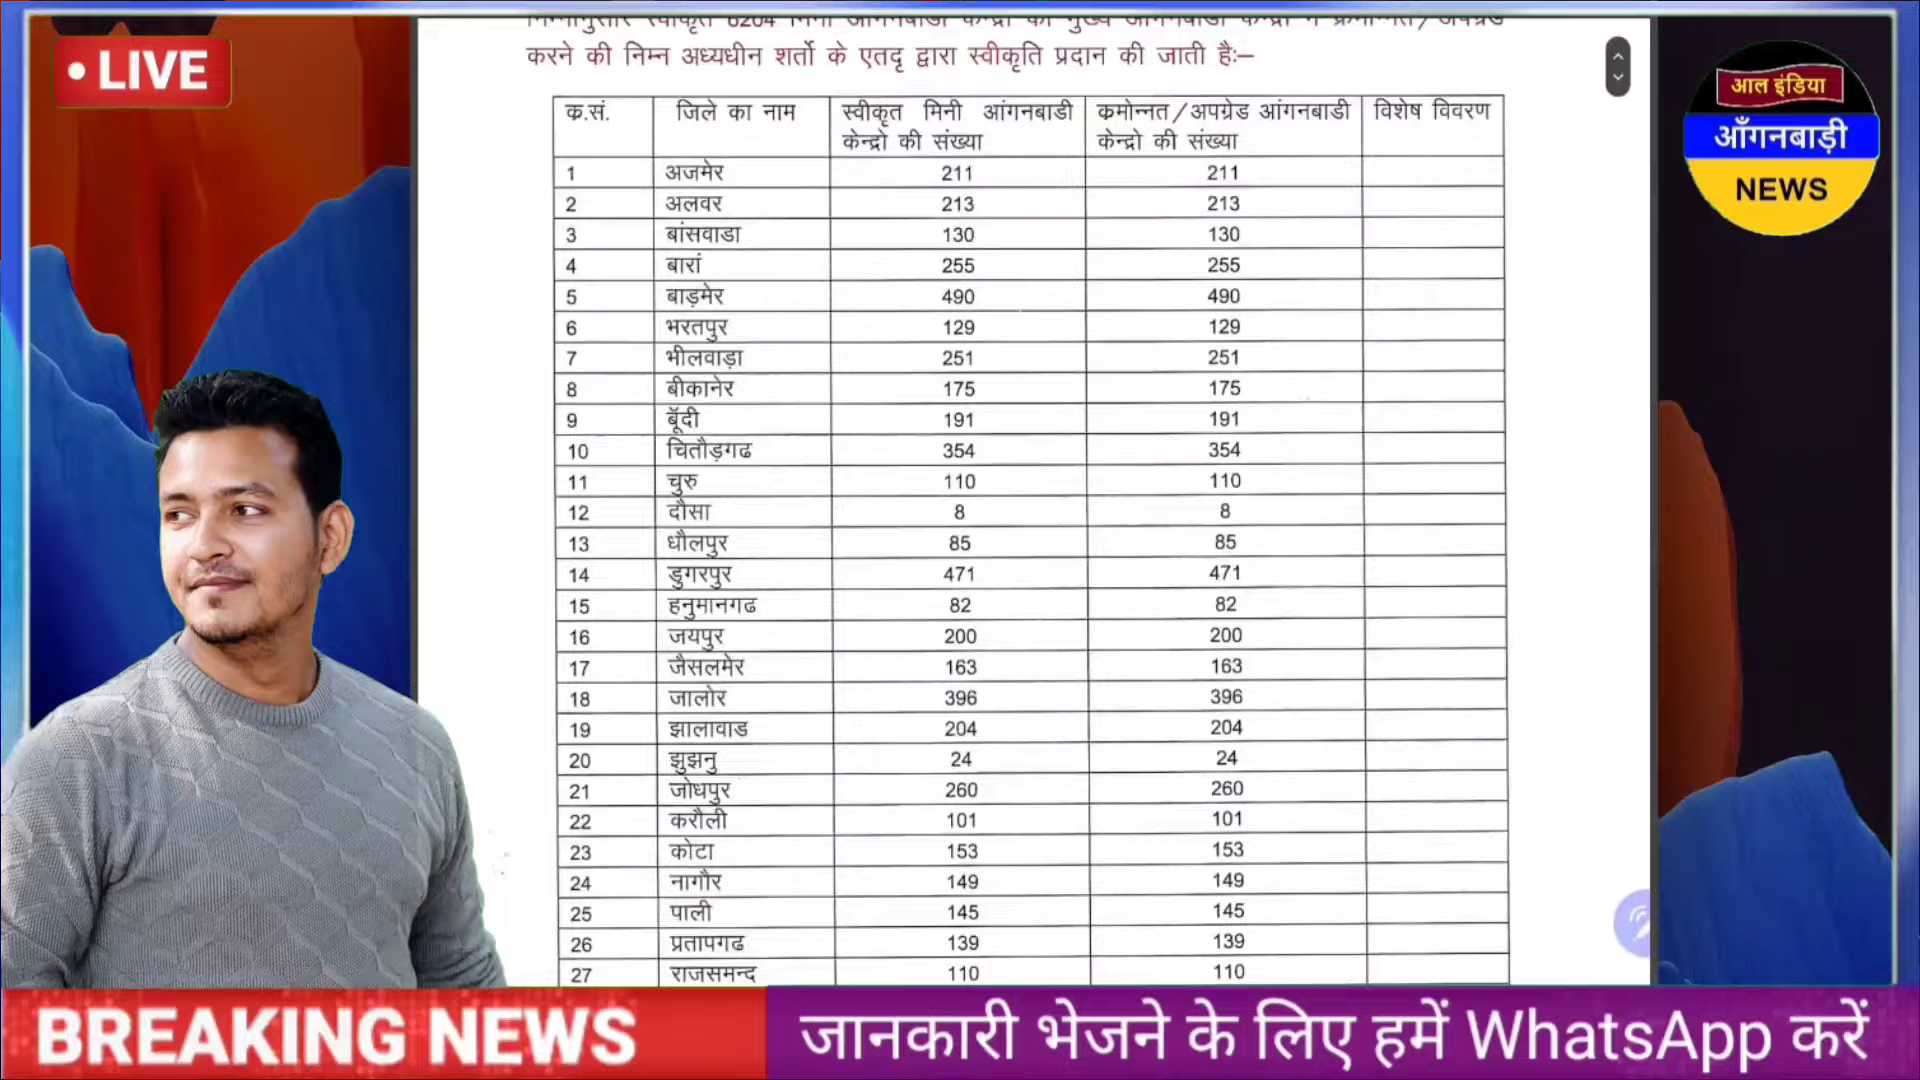 • LIVE
निम्नानुसार स्वीकृत 6204 मिनी आंगनबाडी केन्द्रो को मुख्य आंगनबाडी केन्द्रो में क्रमोन्नत/अपग्रेड
करने की निम्न अध्यधीन शर्तो के एतदृ द्वारा स्वीकृति प्रदान की जाती हैः–
आल इंडिया
आँगनबाड़ी
NEWS
क्र.सं. जिले का नाम स्वीकृत मिनी आंगनबाडी केन्द्रो की संख्या क्रमोन्नत/अपग्रेड आंगनबाडी केन्द्रो की संख्या विशेष विवरण
1 अजमेर 211 211
2 अलवर 213 213
3 बांसवाडा 130 130
4 बारां 255 255
5 बाड़मेर 490 490
6 भरतपुर 129 129
7 भीलवाड़ा 251 251
8 बीकानेर 175 175
9 बूॅदी 191 191
10 चितौड़गढ 354 354
11 चुरु 110 110
12 दौसा 8 8
13 धौलपुर 85 85
14 डुगरपुर 471 471
15 हनुमानगढ 82 82
16 जयपुर 200 200
17 जैसलमेर 163 163
18 जालोर 396 396
19 झालावाड 204 204
20 झुझनु 24 24
21 जोधपुर 260 260
22 करौली 101 101
23 कोटा 153 153
24 नागौर 149 149
25 पाली 145 145
26 प्रतापगढ 139 139
27 राजसमन्द 110 110
BREAKING NEWS
जानकारी भेजने के लिए हमें WhatsApp करें